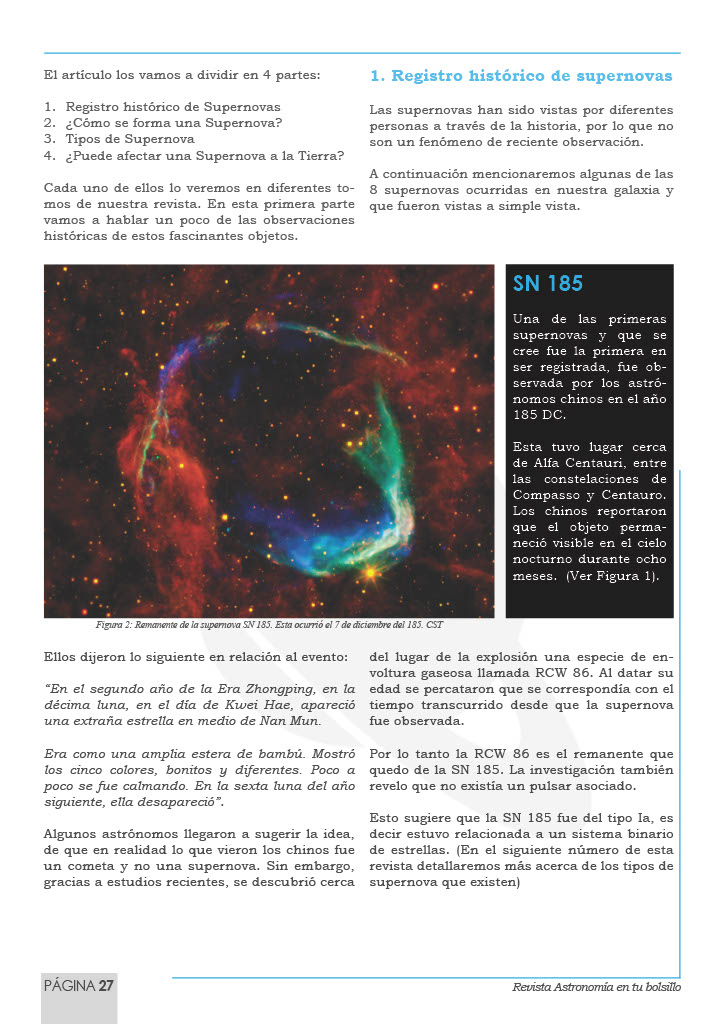 El artículo los vamos a dividir en 4 partes:
1. Registro histórico de Supernovas
2. ¿Cómo se forma una Supernova?
3. Tipos de Supernova
4. ¿Puede afectar una Supernova a la Tierra?
Cada uno de ellos lo veremos en diferentes to-
mos de nuestra revista. En esta primera parte
vamos a hablar un poco de las observaciones
históricas de estos fascinantes objetos.
1. Registro histórico de supernovas
Las supernovas han sido vistas por diferentes
personas a través de la historia, por lo que no
son un fenómeno de reciente observación.
A continuación mencionaremos algunas de las
8 supernovas ocurridas en nuestra galaxia y
que fueron vistas a simple vista.
SN 185
Una de las primeras
supernovas y que se
cree fue la primera en
ser registrada, fue ob-
servada por los astró-
nomos chinos en el año
185 DC.
Esta tuvo lugar cerca
de Alfa Centauri, entre
las constelaciones de
Compasso y Centauro.
Los chinos reportaron
que el objeto perma-
neció visible en el cielo
nocturno durante ocho
meses. (Ver Figura 1).
Figura 2: Remanente de la supernova SN 185. Esta ocurrió el 7 de diciembre del 185. CST
Ellos dijeron lo siguiente en relación al evento:
“En el segundo año de la Era Zhongping, en la
décima luna, en el día de Kwei Hae, apareció
una extraña estrella en medio de Nan Mun.
Era como una amplia estera de bambú. Mostró
los cinco colores, bonitos y diferentes. Poco a
poco se fue calmando. En la sexta luna del año
siguiente, ella desapareció”.
Algunos astrónomos llegaron a sugerir la idea,
de que en realidad lo que vieron los chinos fue
un cometa y no una supernova. Sin embargo,
gracias a estudios recientes, se descubrió cerca
del lugar de la explosión una especie de en-
voltura gaseosa llamada RCW 86. Al datar su
edad se percataron que se correspondía con el
tiempo transcurrido desde que la supernova
fue observada.
Por lo tanto la RCW 86 es el remanente que
quedo de la SN 185. La investigación también
revelo que no existía un pulsar asociado.
Esto sugiere que la SN 185 fue del tipo Ia, es
decir estuvo relacionada a un sistema binario
de estrellas. (En el siguiente número de esta
revista detallaremos más acerca de los tipos de
supernova que existen)
PÁGINA 27
Revista Astronomía en tu bolsillo